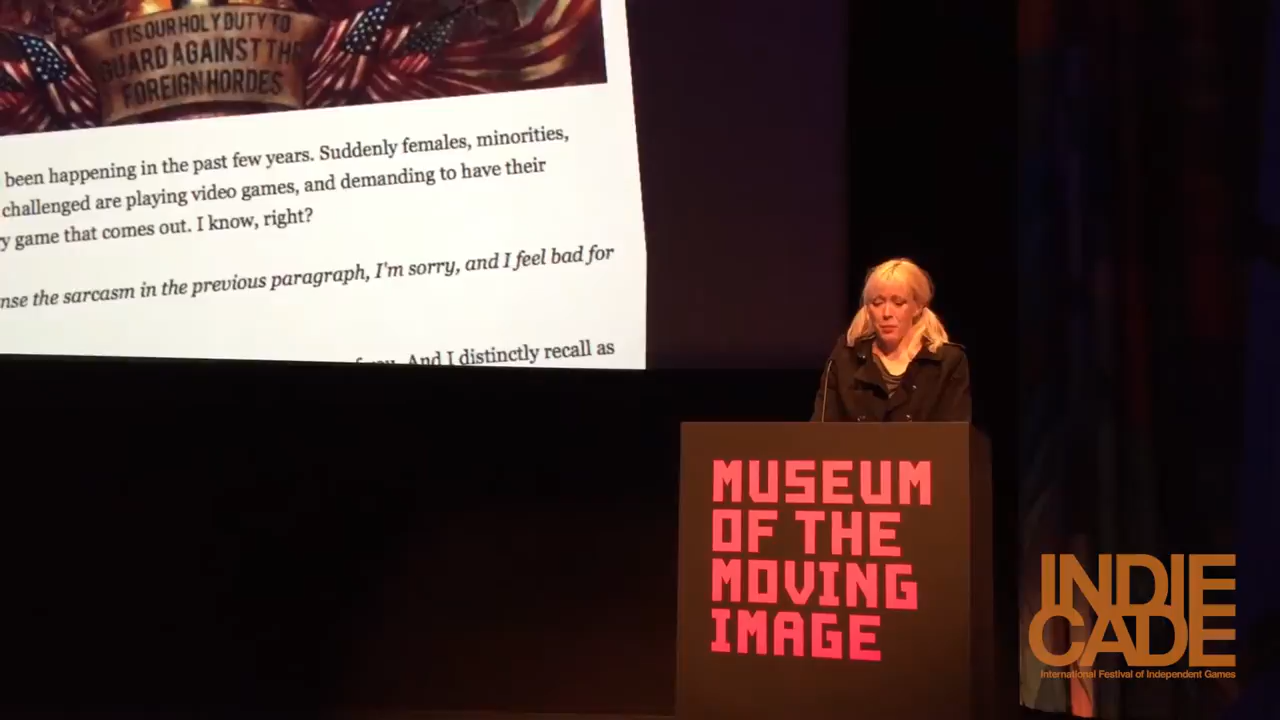 IT IS OUR HOLY DUTY TO
GUARD AGAINST THE
FOREIGN HORDES
been happening in the past few years. Suddenly females, minorities,
challenged are playing video games, and demanding to have their
y game that comes out. I know, right?
nse the sarcasm in the previous paragraph, I'm sorry, and I feel bad for
And I distinctly recall as
MUSEUM
OF THE
MOVING
IMAGE
INDIE
CADE
International Festival of Independent Games